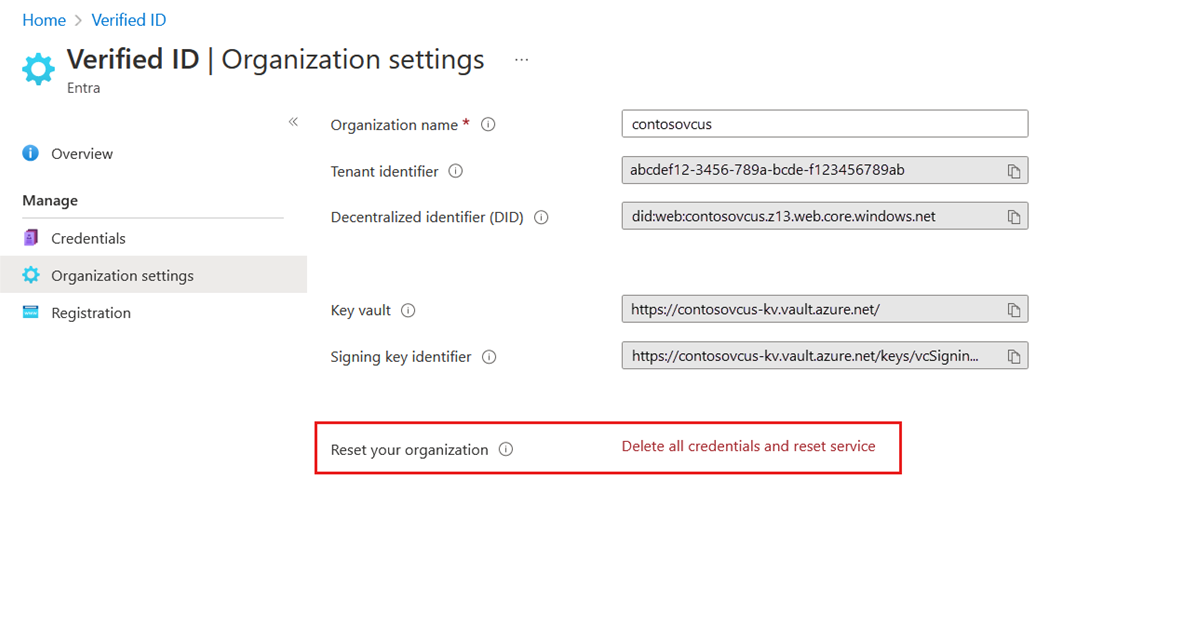 Home > Verified ID
Verified ID | Organization settings ...
Entra
«
Overview
Manage
Credentials
Organization settings
Registration
Organization name *
contosovcus
Tenant identifier
abcdef12-3456-789a-bcde-f123456789ab
Decentralized identifier (DID)
did:web:contosovcus.z13.web.core.windows.net
Key vault
https://contosovcus-kv.vault.azure.net/
Signing key identifier
https://contosovcus-kv.vault.azure.net/keys/vcSignin...
Reset your organization
Delete all credentials and reset service